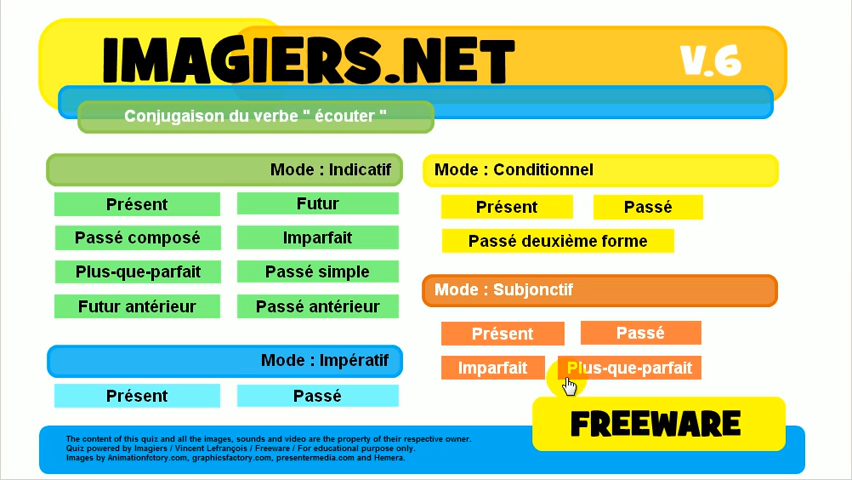 IMAGIERS.NET
V.6
Conjugaison du verbe " écouter "
Mode : Indicatif
Présent
Futur
Passé composé
Imparfait
Plus-que-parfait
Passé simple
Futur antérieur
Passé antérieur
Mode : Impératif
Présent
Passé
Mode : Conditionnel
Présent
Passé
Passé deuxième forme
Mode : Subjonctif
Présent
Passé
Imparfait
Plus-que-parfait
FREEWARE
The content of this quiz and all the images, sounds and video are the property of their respective owner.
Quiz powered by Imagiers / Vincent Lefrançois / Freeware / For educational purpose only.
Images by Animationfctory.com, graphicsfactory.com, presentermedia.com and Hemera.